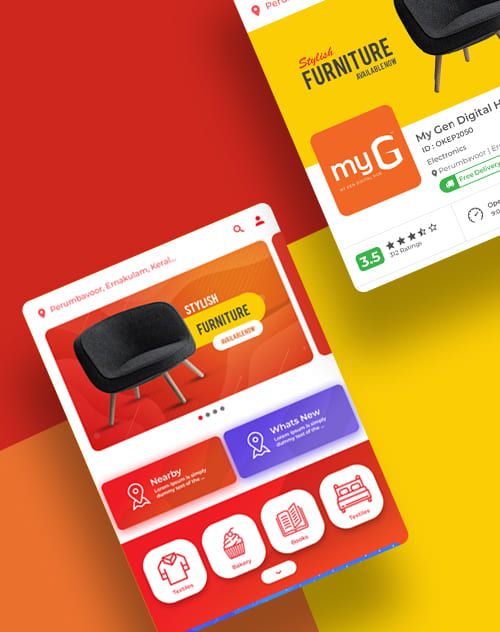 Stylish
FURNITURE
AVAILABLE NOW
myG
MY GEN DIGITAL HUB
My Gen Digital H
ID : OKEP2050
Electronics
Perumbavoor | Ern
Free Delivery
3.5
312 Ratings
Ope
9:0
Perumbavoor, Ernakulam, Keral...
STYLISH
FURNITURE
AVAILABLE NOW
Nearby
Lorem Ipsum is simply
dummy text of the ...
Whats New
Lorem Ipsum is simply
dummy text of the ...
Textiles
Bakery
Books
Textiles